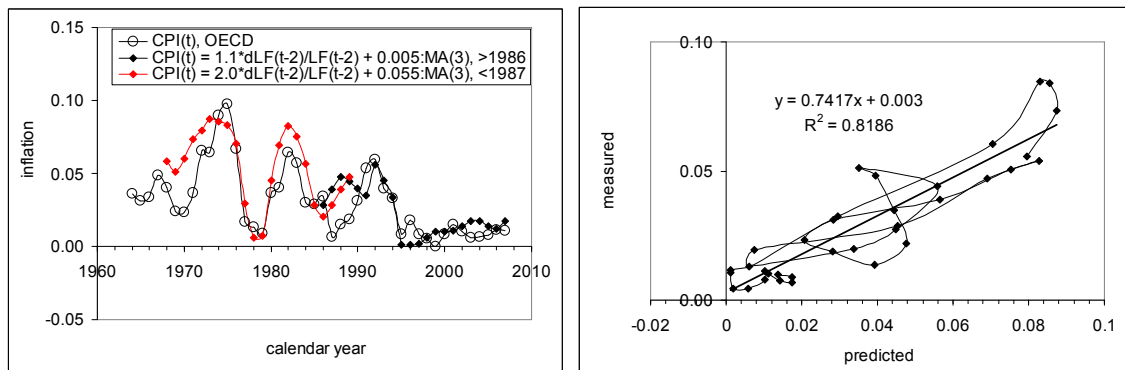 0.15
0.10
0.05
0.00
-0.05
1960 1970 1980 1990 2000 2010
inflation
calendar year
CPI(t), OECD
CPI(t) = 1.1*dLF(t-2)/LF(t-2) + 0.005:MA(3), >1986
CPI(t) = 2.0*dLF(t-2)/LF(t-2) + 0.055:MA(3), <1987
0.10
0.05
0.00
-0.02 0 0.02 0.04 0.06 0.08 0.1
measured
predicted
y = 0.7417x + 0.003
R² = 0.8186